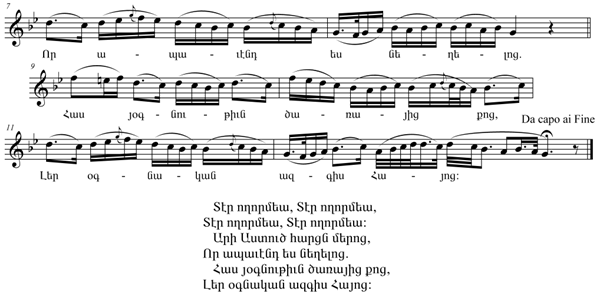 7
Որ ա - պա - ւէնդ ես նե - ղե - լոց.
9
Հաս յօգ - նու - թիւն ծա - ռա - յից քոց,
Da capo ai Fine
11
Լեր օգ - նա - կան ազ - գիս Հա - յոց:
Տէր ողորմեա, Տէր ողորմեա,
Տէր ողորմեա, Տէր ողորմեա:
Արի Աստուծ հարցն մերոց,
Որ ապաւէնդ ես նեղելոց.
Հաս յօգնութիւն ծառայից քոց,
Լեր օգնական ազգիս Հայոց: